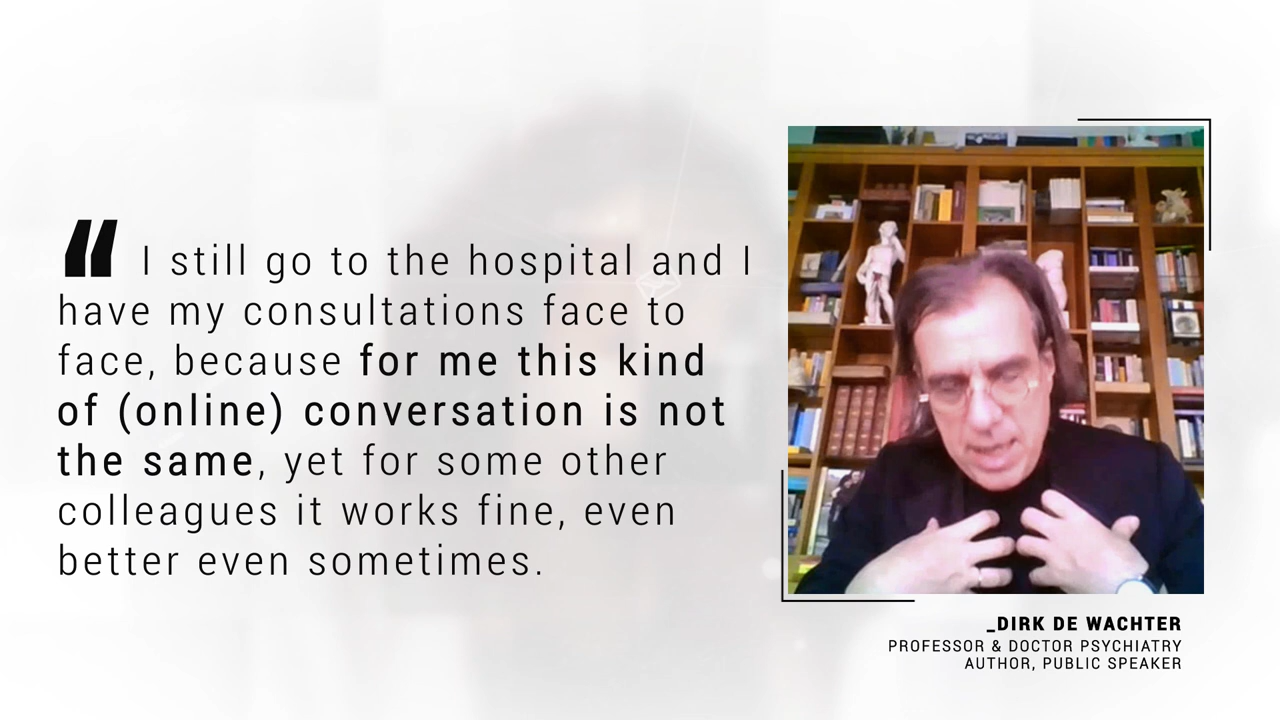 “ I still go to the hospital and I
have my consultations face to
face, because for me this kind
of (online) conversation is not
the same, yet for some other
colleagues it works fine, even
better even sometimes.
_DIRK DE WACHTER
PROFESSOR & DOCTOR PSYCHIATRY
AUTHOR, PUBLIC SPEAKER